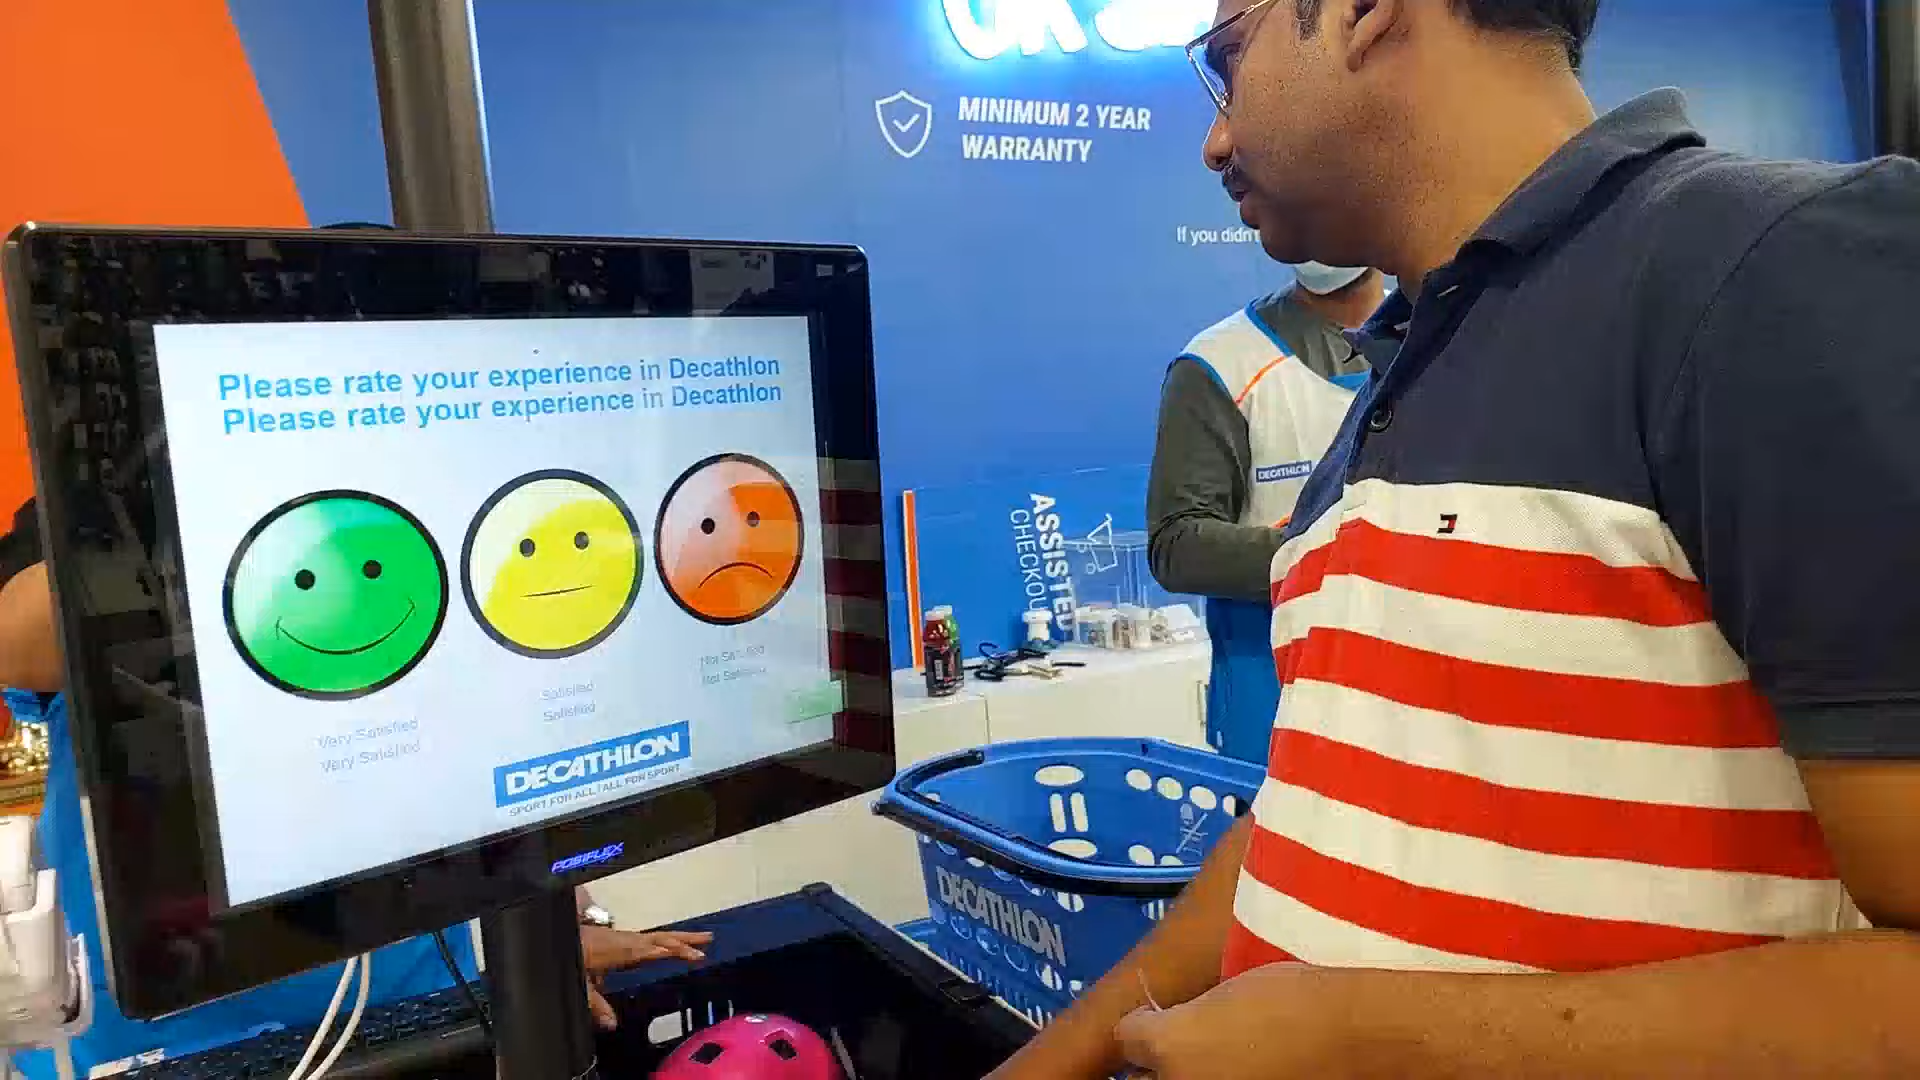 MINIMUM 2 YEAR
WARRANTY
If you didn't
Please rate your experience in Decathlon
Please rate your experience in Decathlon
Very Satisfied
Very Satisfied
Satisfied
Satisfied
Not Satisfied
Not Satisfied
DECATHLON
SPORT FOR ALL / ALL FOR SPORT
POSIFLEX
DECATHLON
ASSISTED
CHECKOU
DECATHLON